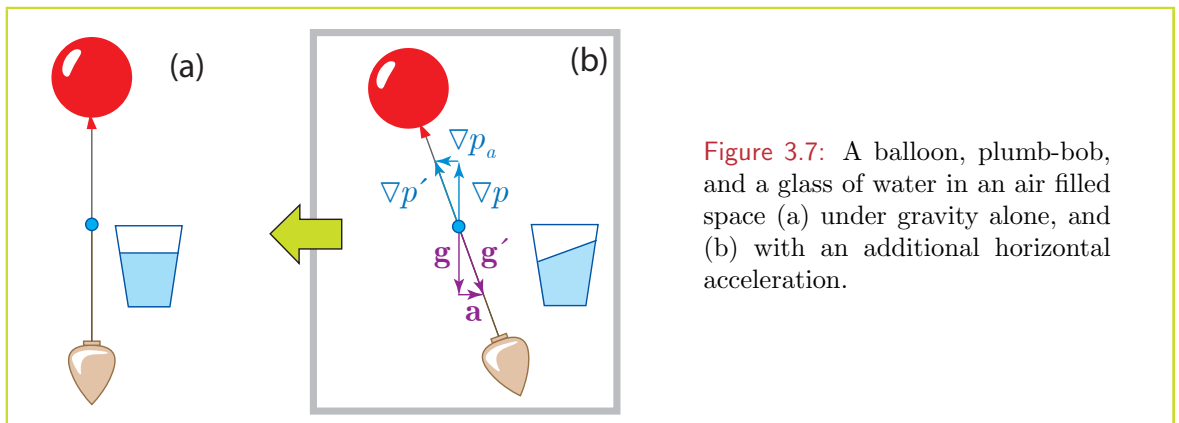 (a)
(b)
∇pₐ
∇p´
∇p
g
g´
a
Figure 3.7: A balloon, plumb-bob,
and a glass of water in an air filled
space (a) under gravity alone, and
(b) with an additional horizontal
acceleration.